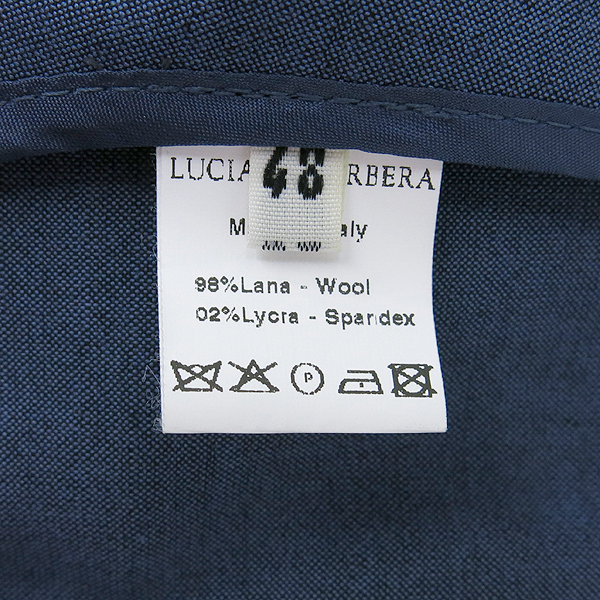 48
LUCIA RBERA
M aly
98%Lana - Wool
02%Lycra - Spandex
P